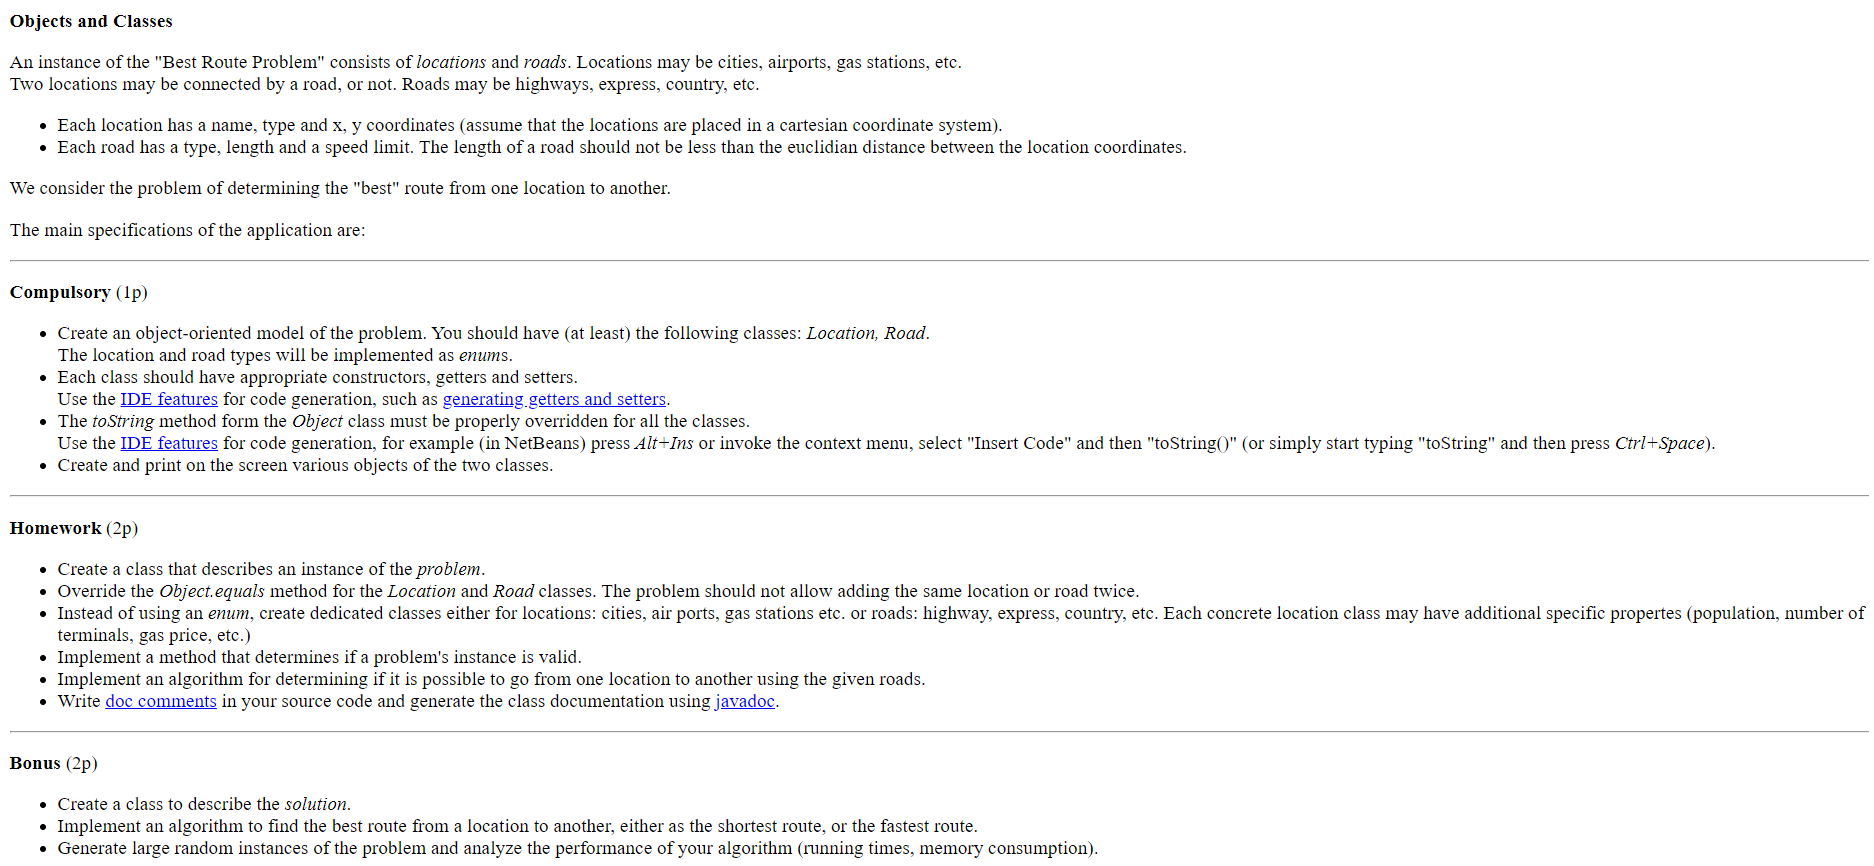 Objects and Classes
An instance of the "Best Route Problem" consists of locations and roads. Locations may be cities, airports, gas stations, etc.
Two locations may be connected by a road, or not. Roads may be highways, express, country, etc.
• Each location has a name, type and x, y coordinates (assume that the locations are placed in a cartesian coordinate system).
• Each road has a type, length and a speed limit. The length of a road should not be less than the euclidian distance between the location coordinates.
We consider the problem of determining the "best" route from one location to another.
The main specifications of the application are:
Compulsory (1p)
• Create an object-oriented model of the problem. You should have (at least) the following classes: Location, Road.
The location and road types will be implemented as enums.
• Each class should have appropriate constructors, getters and setters.
Use the IDE features for code generation, such as generating getters and setters.
• The toString method form the Object class must be properly overridden for all the classes.
Use the IDE features for code generation, for example (in NetBeans) press Alt+Ins or invoke the context menu, select "Insert Code" and then "toString()" (or simply start typing "toString" and then press Ctrl+Space).
• Create and print on the screen various objects of the two classes.
Homework (2p)
• Create a class that describes an instance of the problem.
• Override the Object.equals method for the Location and Road classes. The problem should not allow adding the same location or road twice.
• Instead of using an enum, create dedicated classes either for locations: cities, air ports, gas stations etc. or roads: highway, express, country, etc. Each concrete location class may have additional specific propertes (population, number of
terminals, gas price, etc.)
• Implement a method that determines if a problem's instance is valid.
• Implement an algorithm for determining if it is possible to go from one location to another using the given roads.
• Write doc comments in your source code and generate the class documentation using javadoc.
Bonus (2p)
• Create a class to describe the solution.
• Implement an algorithm to find the best route from a location to another, either as the shortest route, or the fastest route.
• Generate large random instances of the problem and analyze the performance of your algorithm (running times, memory consumption).